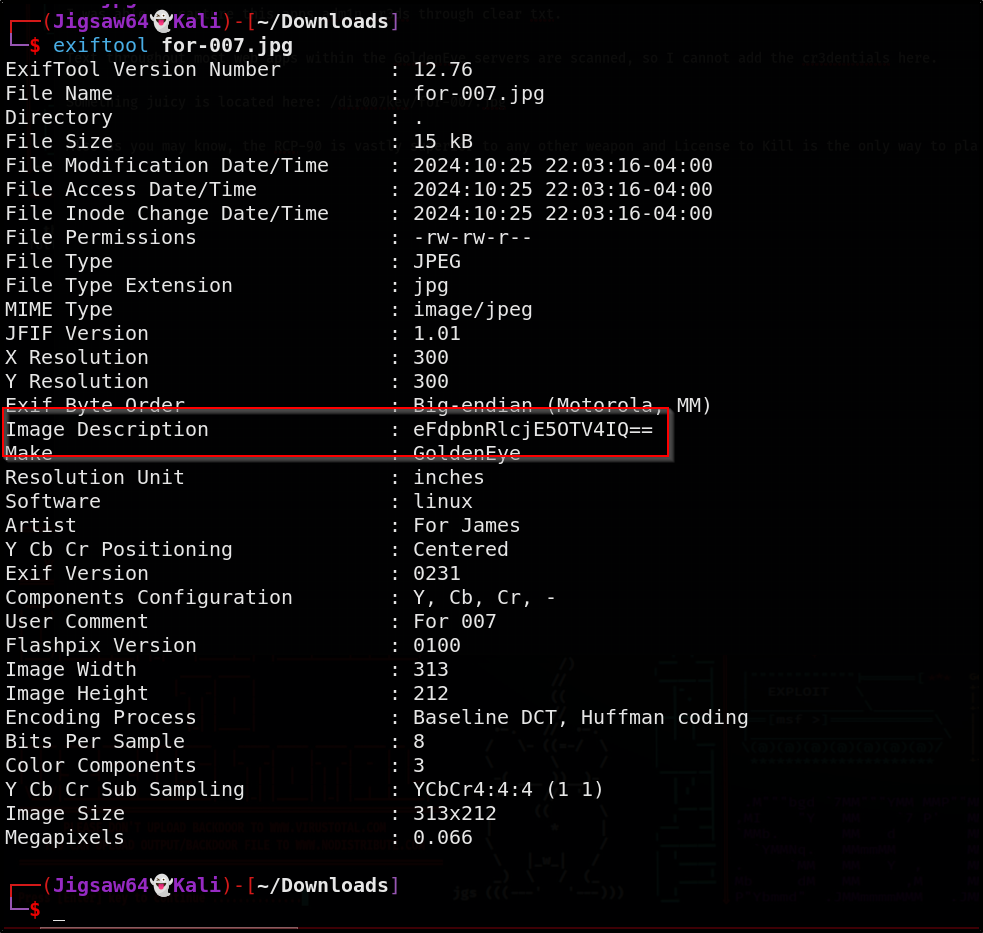 ┌──(Jigsaw64👻Kali)-[~/Downloads]
└─$ exiftool for-007.jpg
ExifTool Version Number         : 12.76
File Name                       : for-007.jpg
Directory                       : .
File Size                       : 15 kB
File Modification Date/Time     : 2024:10:25 22:03:16-04:00
File Access Date/Time           : 2024:10:25 22:03:16-04:00
File Inode Change Date/Time     : 2024:10:25 22:03:16-04:00
File Permissions                : -rw-rw-r--
File Type                       : JPEG
File Type Extension             : jpg
MIME Type                       : image/jpeg
JFIF Version                    : 1.01
X Resolution                    : 300
Y Resolution                    : 300
Exif Byte Order                 : Big-endian (Motorola, MM)
Image Description               : eFdpbnRlcjE5OTV4IQ==
Make                            : GoldenEye
Resolution Unit                 : inches
Software                        : linux
Artist                          : For James
Y Cb Cr Positioning             : Centered
Exif Version                    : 0231
Components Configuration        : Y, Cb, Cr, -
User Comment                    : For 007
Flashpix Version                : 0100
Image Width                     : 313
Image Height                    : 212
Encoding Process                : Baseline DCT, Huffman coding
Bits Per Sample                 : 8
Color Components                : 3
Y Cb Cr Sub Sampling            : YCbCr4:4:4 (1 1)
Image Size                      : 313x212
Megapixels                      : 0.066
┌──(Jigsaw64👻Kali)-[~/Downloads]
└─$ _